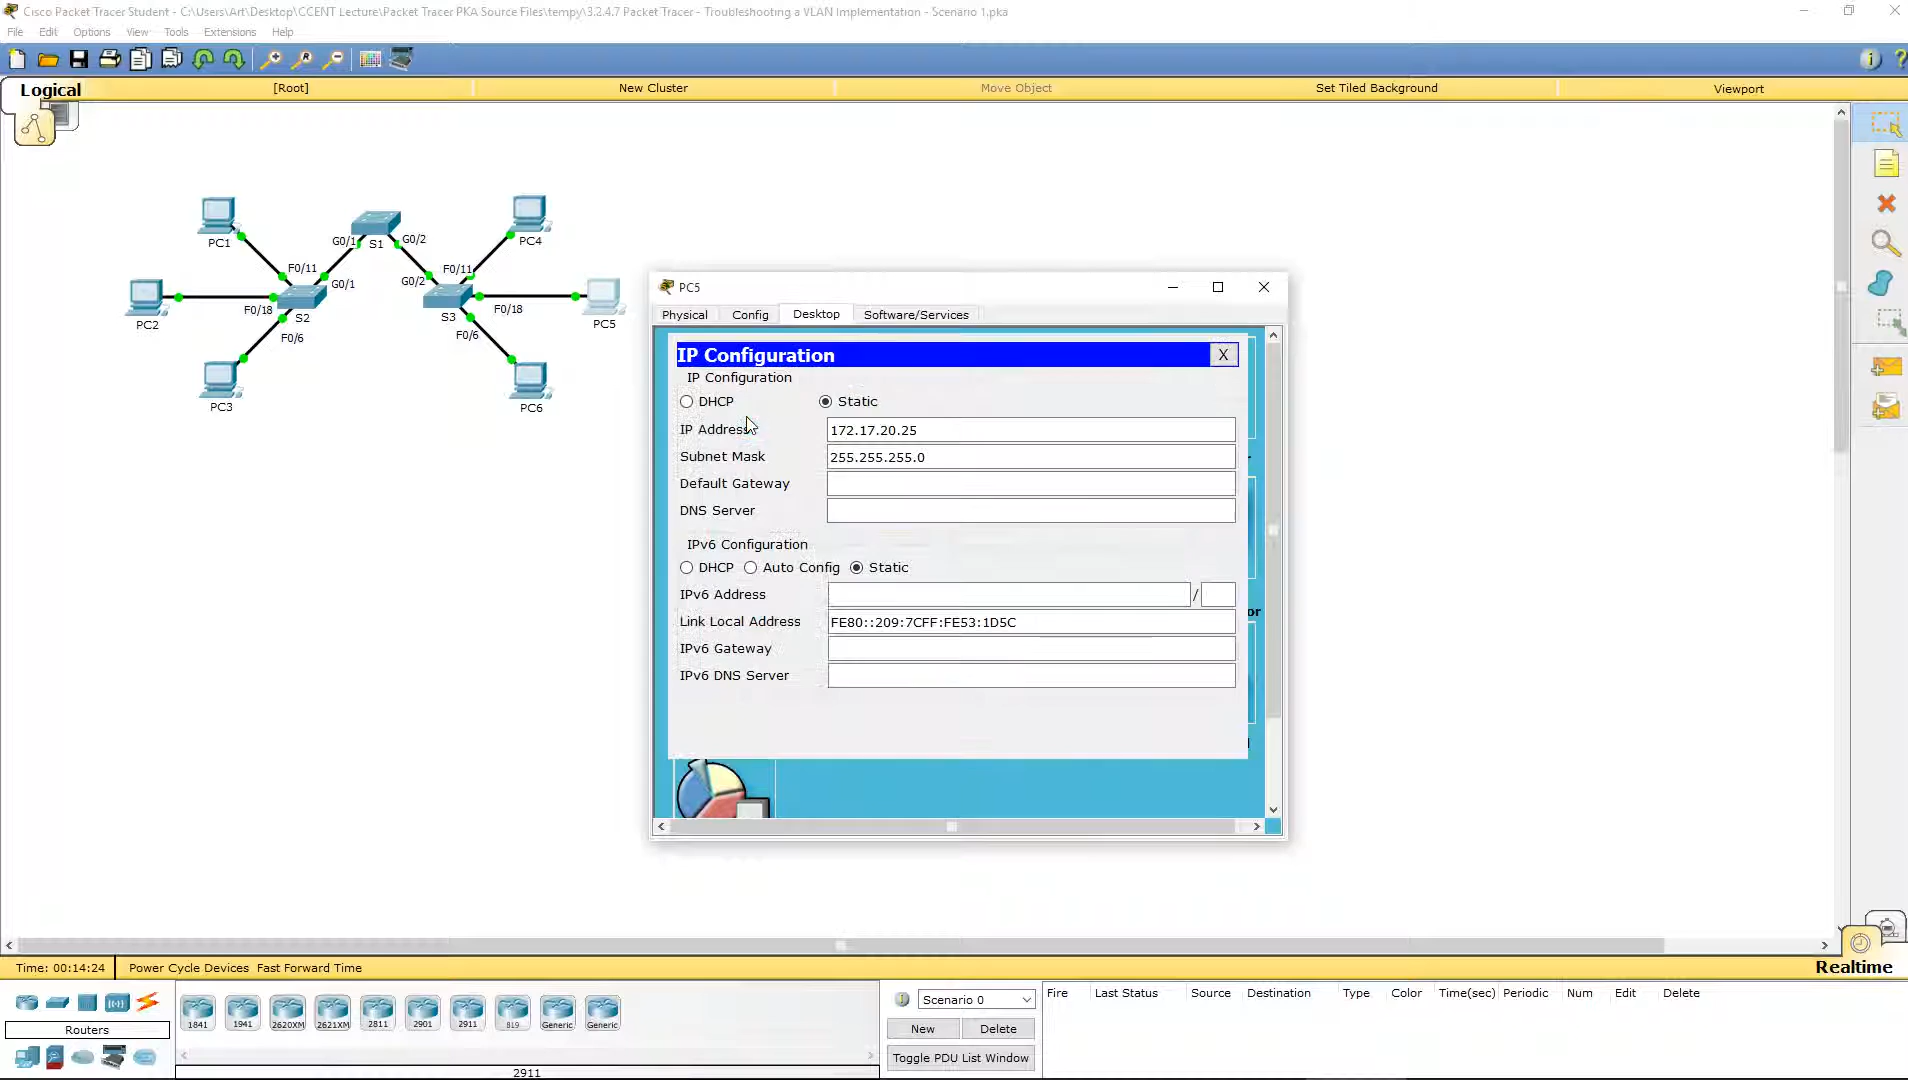 Cisco Packet Tracer Student - C:\Users\Art\Desktop\CCENT Lecture\Packet Tracer PKA Source Files\tempy\3.2.4.7 Packet Tracer - Troubleshooting a VLAN Implementation - Scenario 1.pka
File Edit Options View Tools Extensions Help
Logical [Root] New Cluster Move Object Set Tiled Background Viewport
PC1 S1 PC4
G0/1 G0/2
F0/11 G0/1 G0/2 F0/11
PC2 F0/18 S2 S3 F0/18 PC5
F0/6 F0/6
PC3 PC6
PC5
Physical Config Desktop Software/Services
IP Configuration X
IP Configuration
DHCP Static
IP Address 172.17.20.25
Subnet Mask 255.255.255.0
Default Gateway
DNS Server
IPv6 Configuration
DHCP Auto Config Static
IPv6 Address /
Link Local Address FE80::209:7CFF:FE53:1D5C
IPv6 Gateway
IPv6 DNS Server
or
Time: 00:14:24 Power Cycle Devices Fast Forward Time Realtime
Routers
1841 1941 2620XM 2621XM 2811 2901 2911 819 Generic Generic
2911
Scenario 0
New Delete
Toggle PDU List Window
Fire Last Status Source Destination Type Color Time(sec) Periodic Num Edit Delete